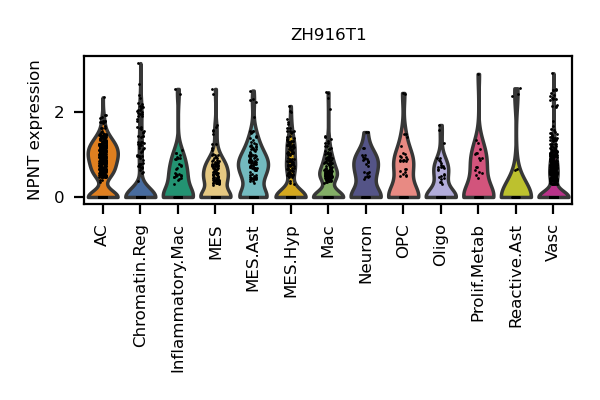 ZH916T1
NPNT expression
2
0
AC
Chromatin.Reg
Inflammatory.Mac
MES
MES.Ast
MES.Hyp
Mac
Neuron
OPC
Oligo
Prolif.Metab
Reactive.Ast
Vasc